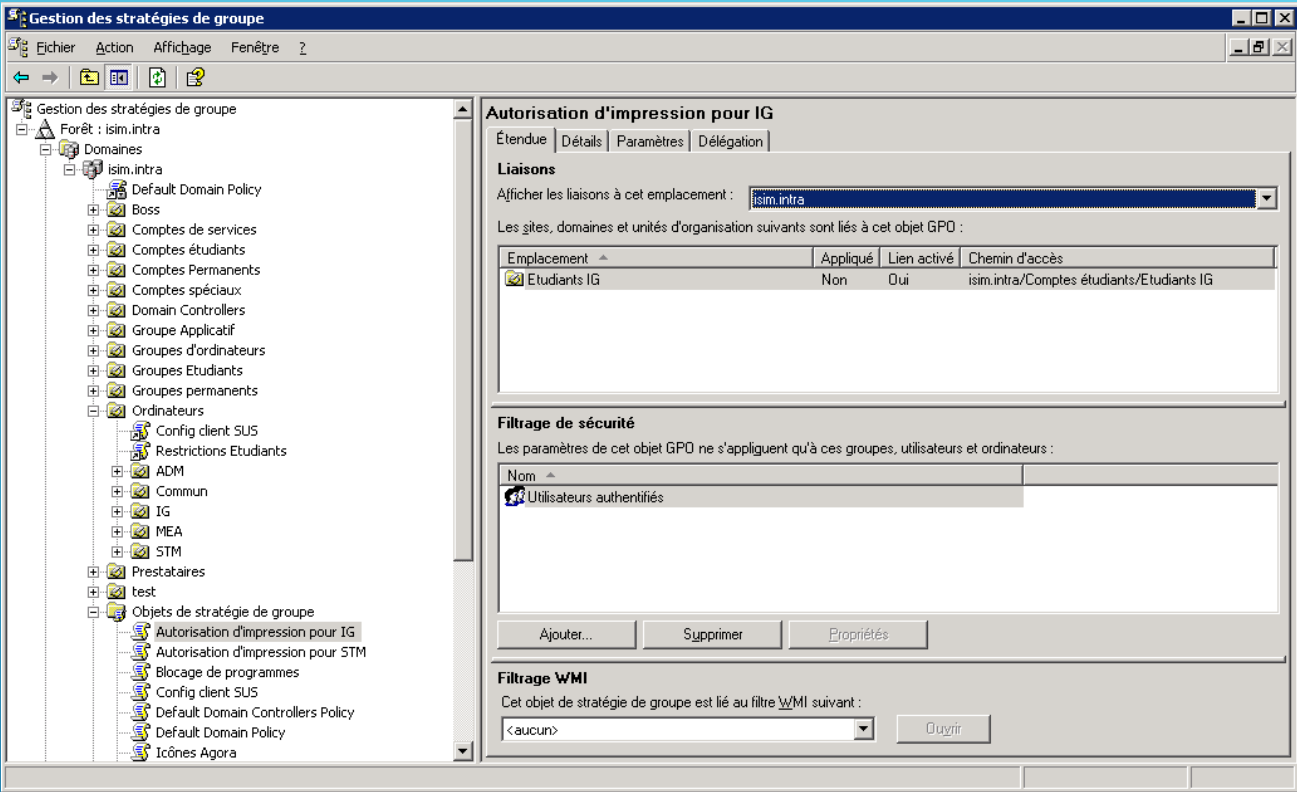 Gestion des stratégies de groupe
Fichier Action Affichage Fenêtre ?
Gestion des stratégies de groupe
Forêt : isim.intra
Domaines
isim.intra
Default Domain Policy
Boss
Comptes de services
Comptes étudiants
Comptes Permanents
Comptes spéciaux
Domain Controllers
Groupe Applicatif
Groupes d'ordinateurs
Groupes Etudiants
Groupes permanents
Ordinateurs
Config client SUS
Restrictions Etudiants
ADM
Commun
IG
MEA
STM
Prestataires
test
Objets de stratégie de groupe
Autorisation d'impression pour IG
Autorisation d'impression pour STM
Blocage de programmes
Config client SUS
Default Domain Controllers Policy
Default Domain Policy
Icônes Agora
Autorisation d'impression pour IG
Étendue Détails Paramètres Délégation
Liaisons
Afficher les liaisons à cet emplacement : isim.intra
Les sites, domaines et unités d'organisation suivants sont liés à cet objet GPO :
Emplacement Appliqué Lien activé Chemin d'accès
Etudiants IG Non Oui isim.intra/Comptes étudiants/Etudiants IG
Filtrage de sécurité
Les paramètres de cet objet GPO ne s'appliquent qu'à ces groupes, utilisateurs et ordinateurs :
Nom
Utilisateurs authentifiés
Ajouter... Supprimer Propriétés
Filtrage WMI
Cet objet de stratégie de groupe est lié au filtre WMI suivant :
<aucun> Ouvrir